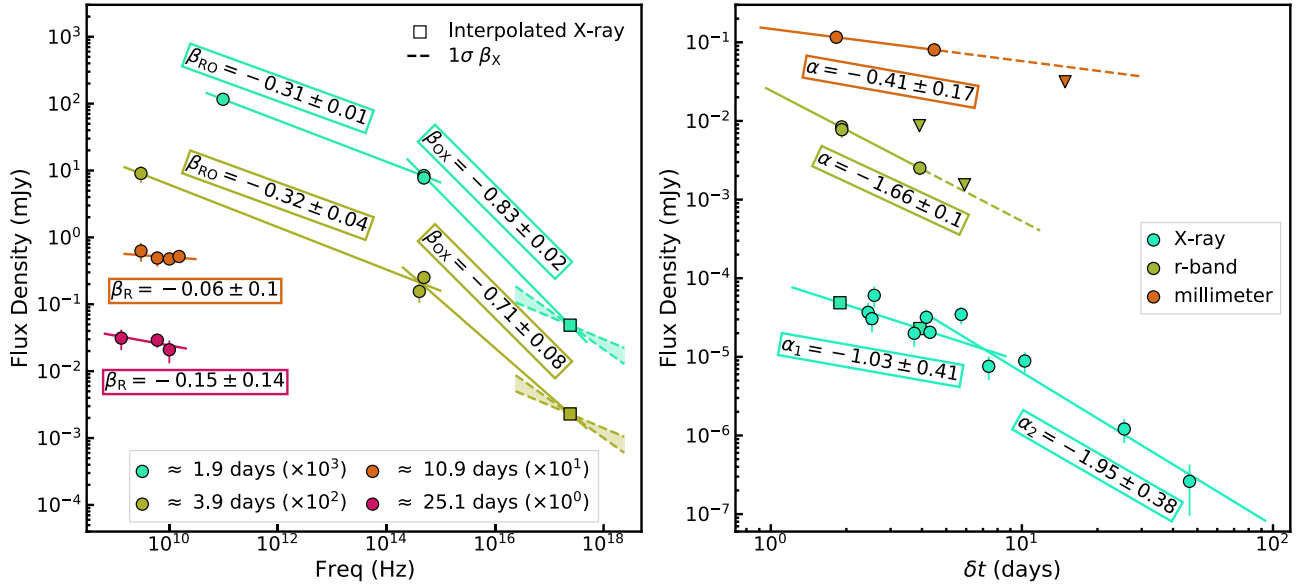 Flux Density (mJy)
10³
10²
10¹
10⁰
10⁻¹
10⁻²
10⁻³
10⁻⁴
Interpolated X-ray
1σ β_X
β_RO = −0.31 ± 0.01
β_OX = −0.83 ± 0.02
β_RO = −0.32 ± 0.04
β_OX = −0.71 ± 0.08
β_R = −0.06 ± 0.1
β_R = −0.15 ± 0.14
≈ 1.9 days (×10³)
≈ 3.9 days (×10²)
≈ 10.9 days (×10¹)
≈ 25.1 days (×10⁰)
10¹⁰ 10¹² 10¹⁴ 10¹⁶ 10¹⁸
Freq (Hz)
Flux Density (mJy)
10⁻¹
10⁻²
10⁻³
10⁻⁴
10⁻⁵
10⁻⁶
10⁻⁷
α = −0.41 ± 0.17
α = −1.66 ± 0.1
X-ray
r-band
millimeter
α₁ = −1.03 ± 0.41
α₂ = −1.95 ± 0.38
10⁰ 10¹ 10²
δt (days)